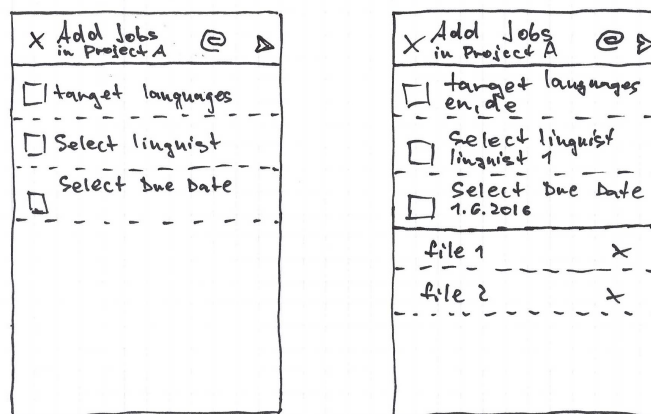 X Add Jobs @
in Project A
target languages
Select linguist
Select Due Date
X Add Jobs @
in Project A
target languages
en, de
Select linguist
linguist 1
Select Due Date
1.6.2016
file 1 X
file 2 X